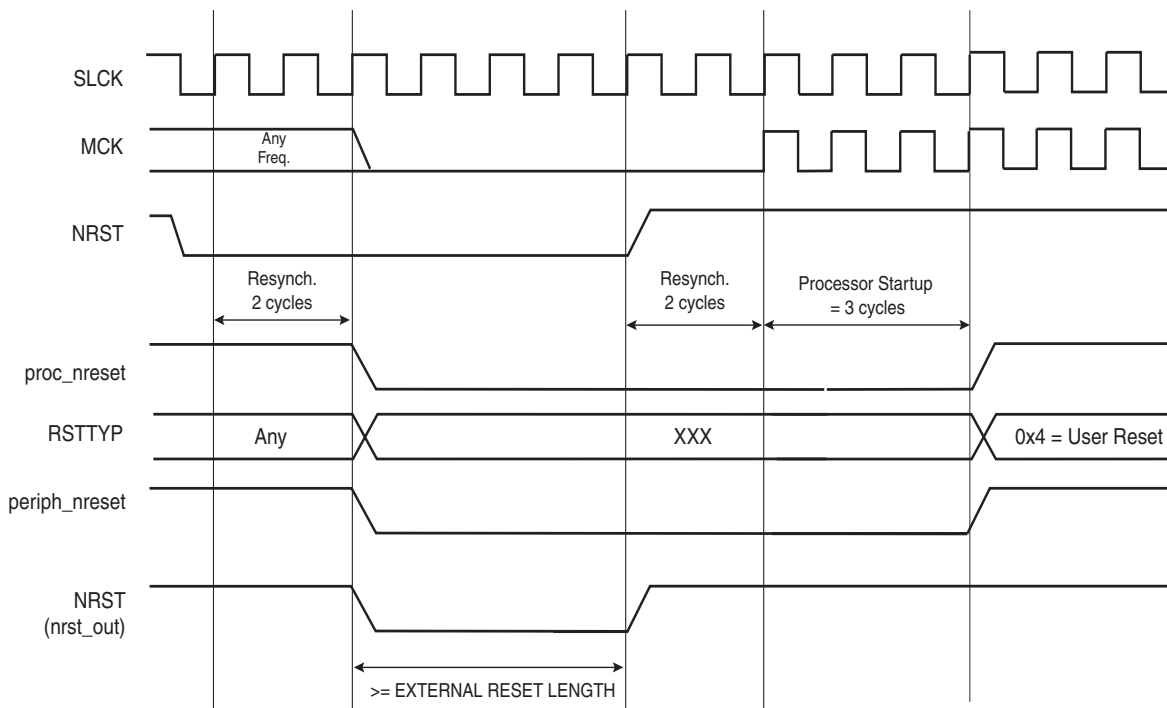 SLCK
MCK
Any
Freq.
NRST
Resynch.
2 cycles
Resynch.
2 cycles
Processor Startup
= 3 cycles
proc_nreset
RSTTYP
Any
XXX
0x4 = User Reset
periph_nreset
NRST
(nrst_out)
>= EXTERNAL RESET LENGTH